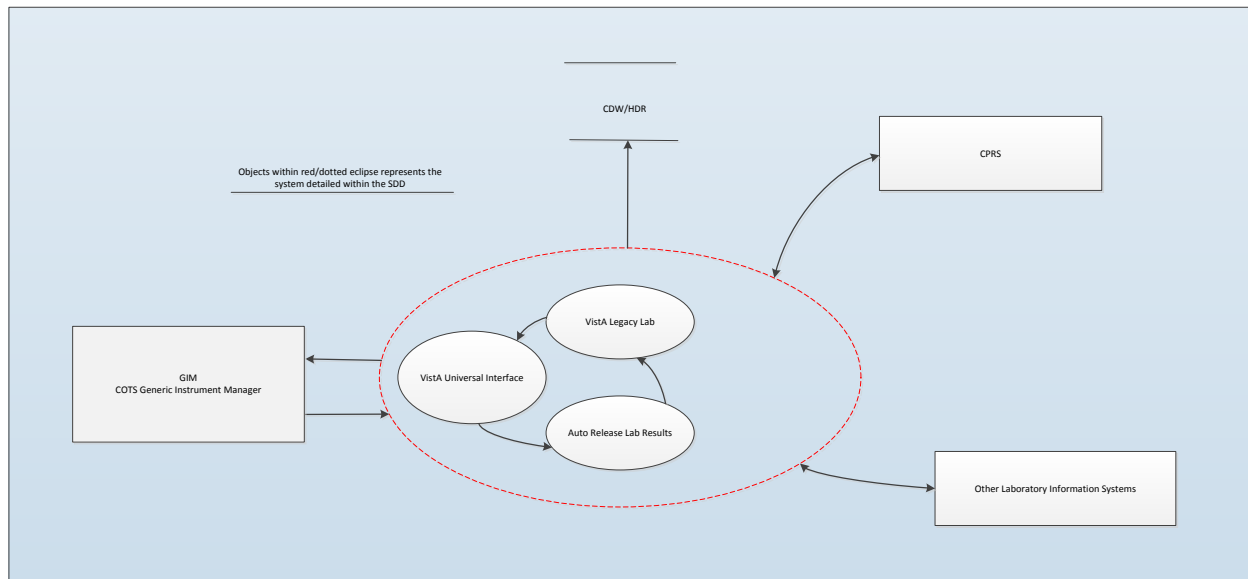 CDW/HDR
CPRS
Objects within red/dotted eclipse represents the
system detailed within the SDD
VistA Legacy Lab
VistA Universal Interface
GIM
COTS Generic Instrument Manager
Auto Release Lab Results
Other Laboratory Information Systems